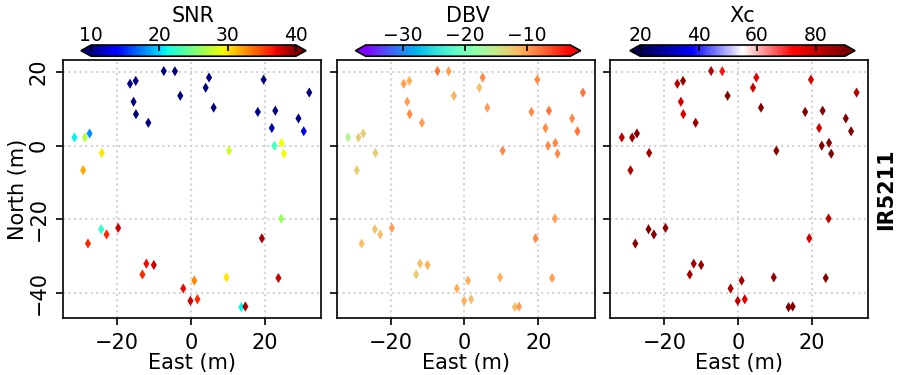 SNR DBV Xc
10 20 30 40 −30 −20 −10 20 40 60 80
20
0
−20
−40
North (m)
IR5211
−20 0 20 −20 0 20 −20 0 20
East (m) East (m) East (m)